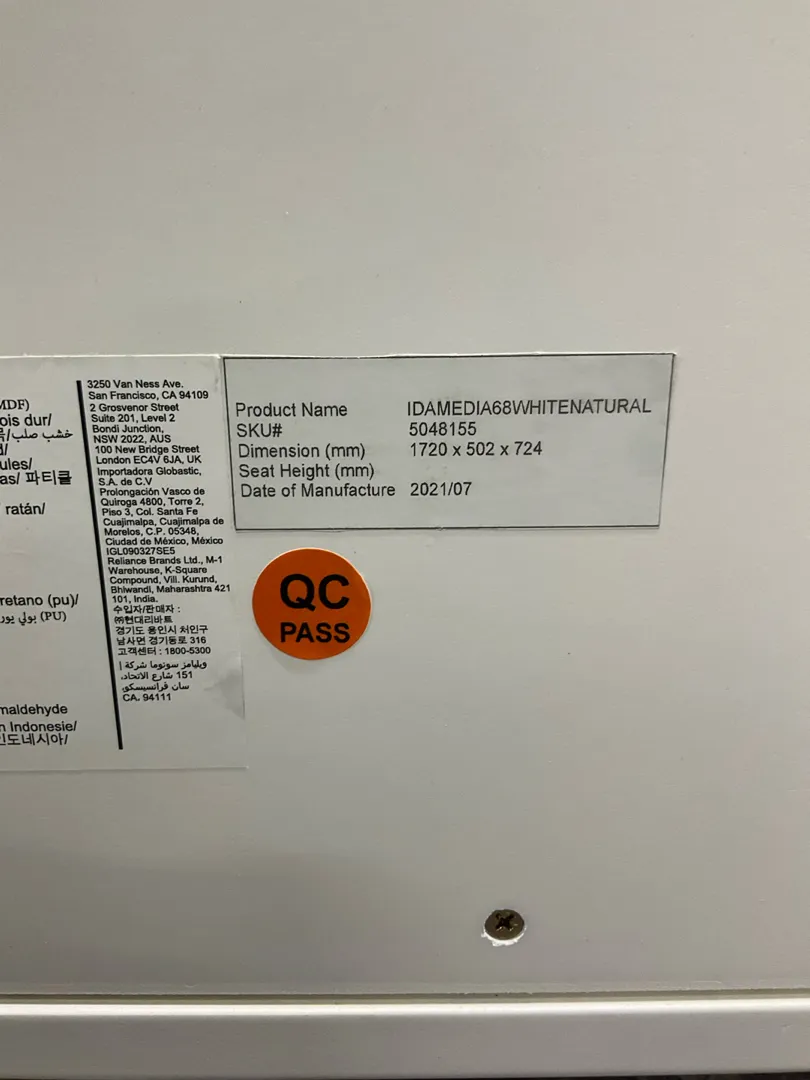 MDF)
ois dur/
خشب صلب/
ules/
as/ 파티클
ratán/
retano (pu)/
(PU) بولي يور
maldehyde
n Indonesie/
인도네시아/
3250 Van Ness Ave.
San Francisco, CA 94109
2 Grosvenor Street
Suite 201, Level 2
Bondi Junction,
NSW 2022, AUS
100 New Bridge Street
London EC4V 6JA, UK
Importadora Globastic,
S.A. de C.V
Prolongación Vasco de
Quiroga 4800, Torre 2,
Piso 3, Col. Santa Fe
Cuajimalpa, Cuajimalpa de
Morelos, C.P. 05348,
Ciudad de México, México
IGL090327SE5
Reliance Brands Ltd., M-1
Warehouse, K-Square
Compound, Vill. Kurund,
Bhiwandi, Maharashtra 421
101, India.
수입자/판매자 :
㈜현대리바트
경기도 용인시 처인구
남사면 경기동로 316
고객센터 : 1800-5300
ويليامز سونوما شركة |
151 شارع الاتحاد،
سان فرانسيسكو،
CA. 94111
Product Name IDAMEDIA68WHITENATURAL
SKU# 5048155
Dimension (mm) 1720 x 502 x 724
Seat Height (mm)
Date of Manufacture 2021/07
QC
PASS